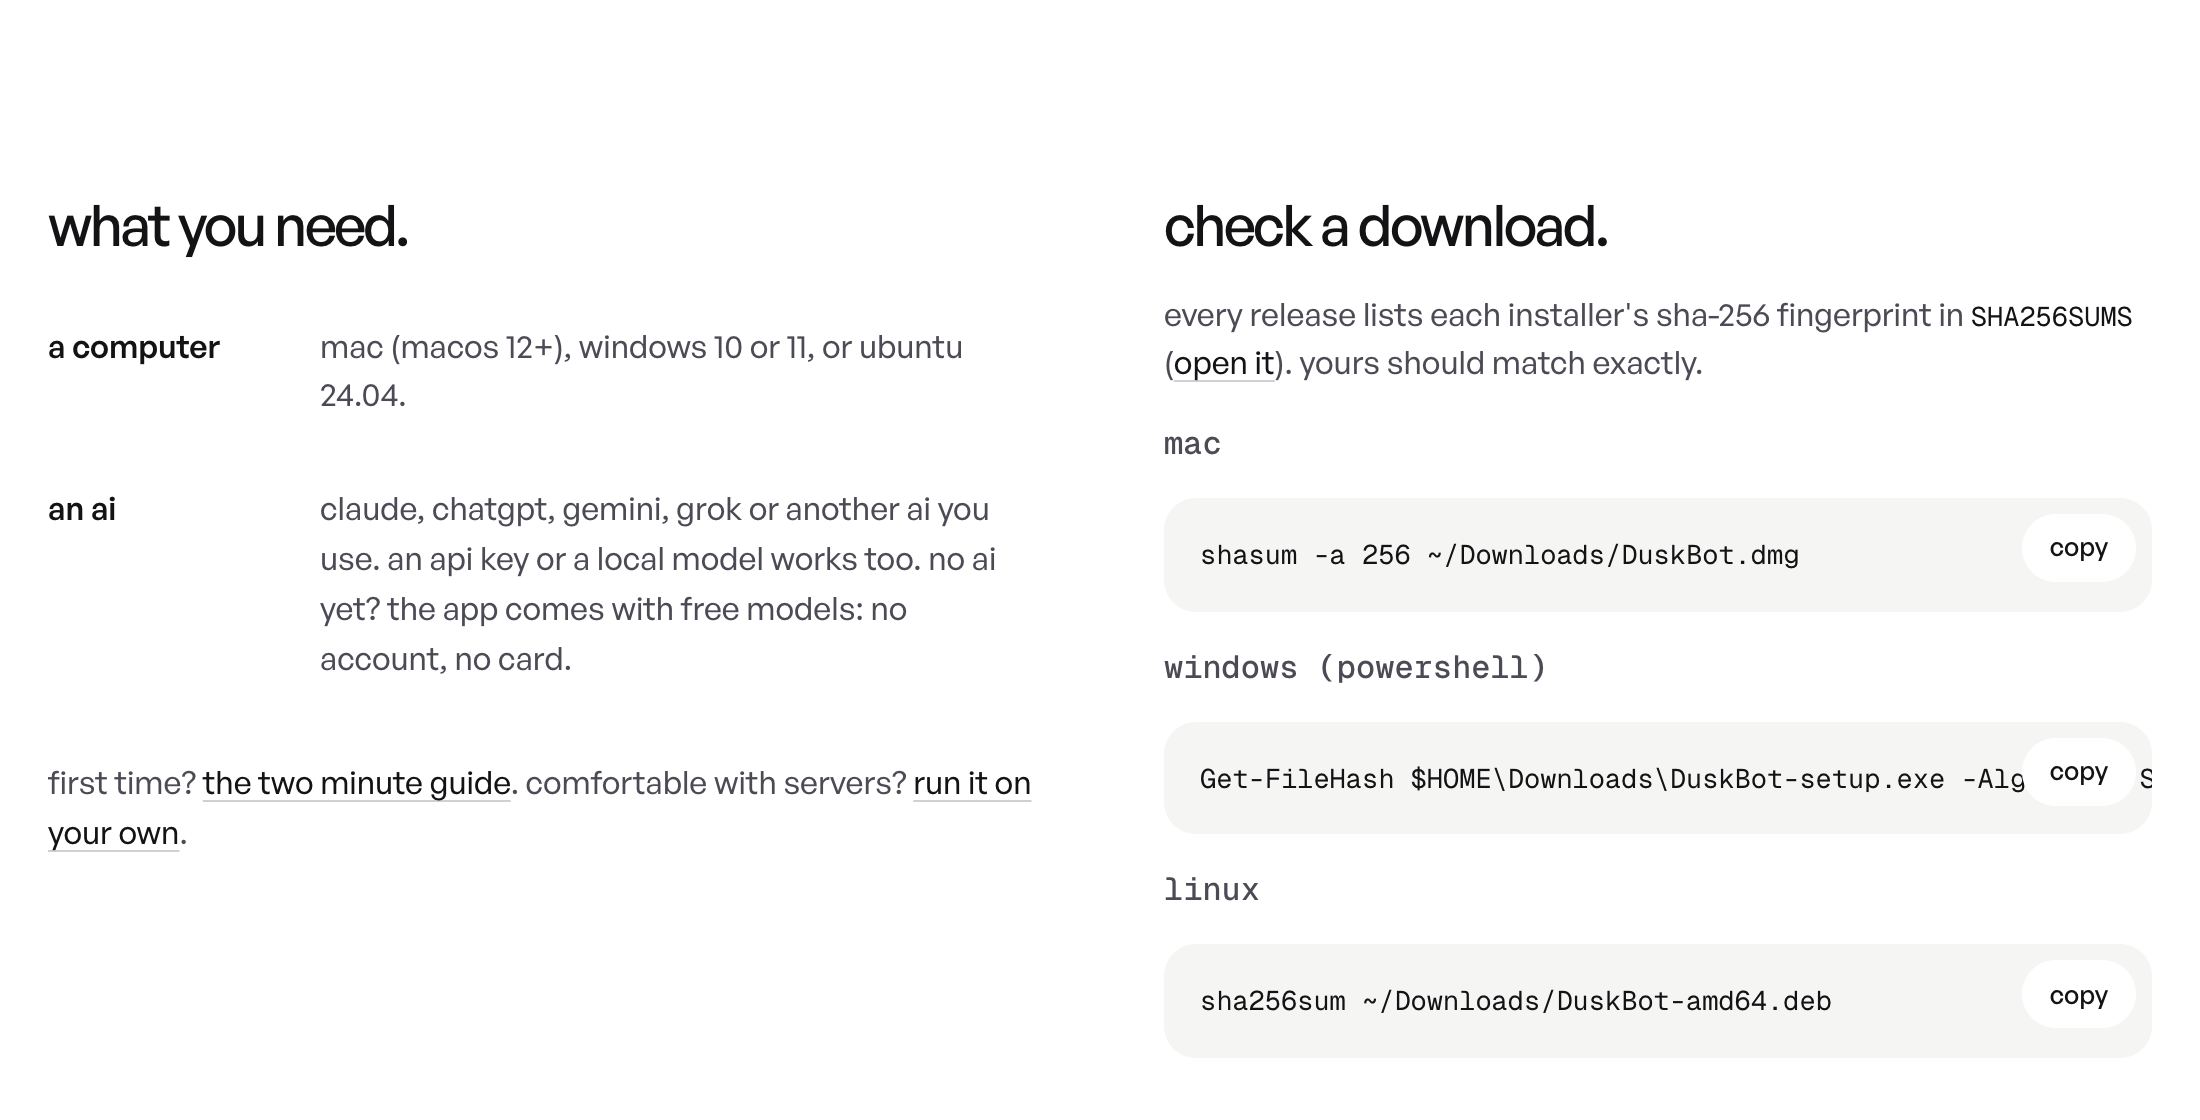 what you need.
a computer
mac (macos 12+), windows 10 or 11, or ubuntu
24.04.
an ai
claude, chatgpt, gemini, grok or another ai you
use. an api key or a local model works too. no ai
yet? the app comes with free models: no
account, no card.
first time? the two minute guide. comfortable with servers? run it on
your own.
check a download.
every release lists each installer's sha-256 fingerprint in SHA256SUMS
(open it). yours should match exactly.
mac
shasum -a 256 ~/Downloads/DuskBot.dmg
copy
windows (powershell)
Get-FileHash $HOME\Downloads\DuskBot-setup.exe -Alg
copy
linux
sha256sum ~/Downloads/DuskBot-amd64.deb
copy